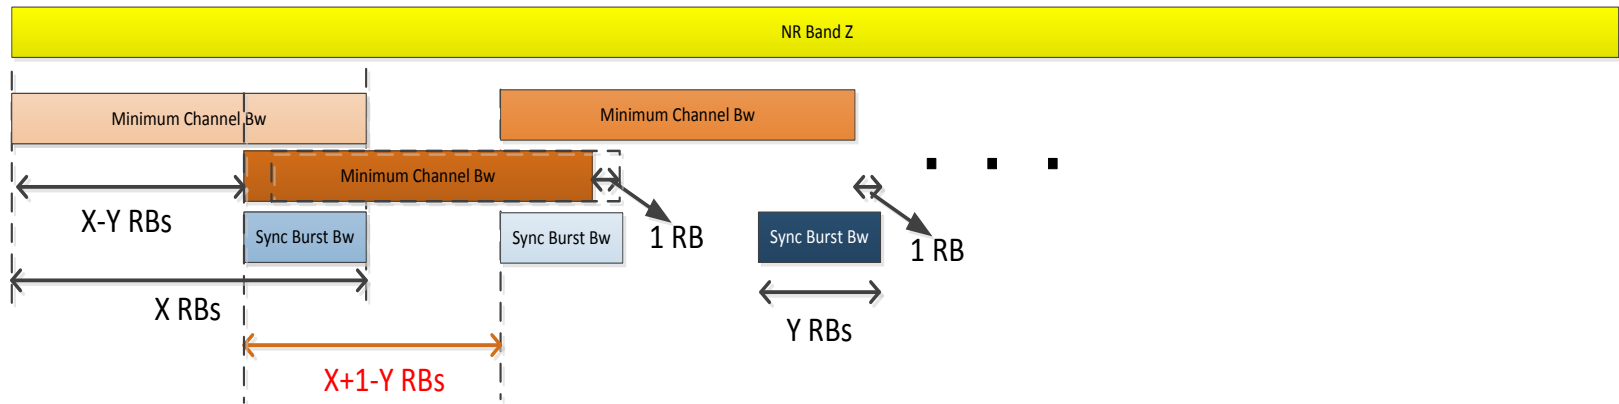 NR Band Z
Minimum Channel Bw
Minimum Channel Bw
Minimum Channel Bw
X-Y RBs
Sync Burst Bw
Sync Burst Bw
1 RB
Sync Burst Bw
1 RB
X RBs
Y RBs
X+1-Y RBs